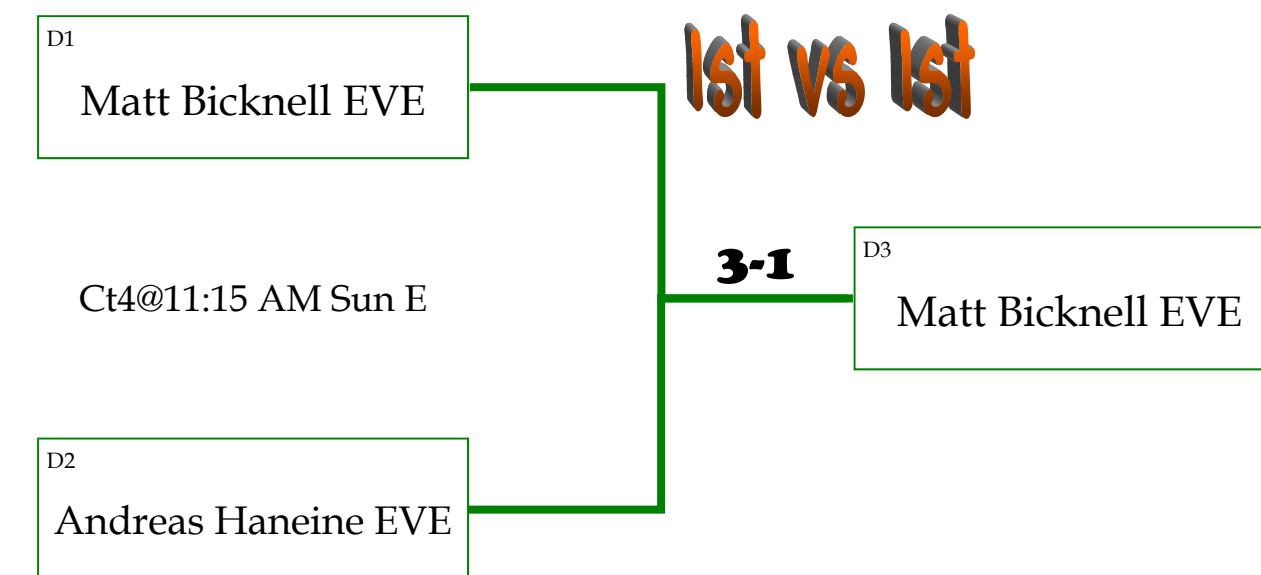 D1
Matt Bicknell EVE
1st vs 1st
Ct4@11:15 AM Sun E
3-1
D3
Matt Bicknell EVE
D2
Andreas Haneine EVE